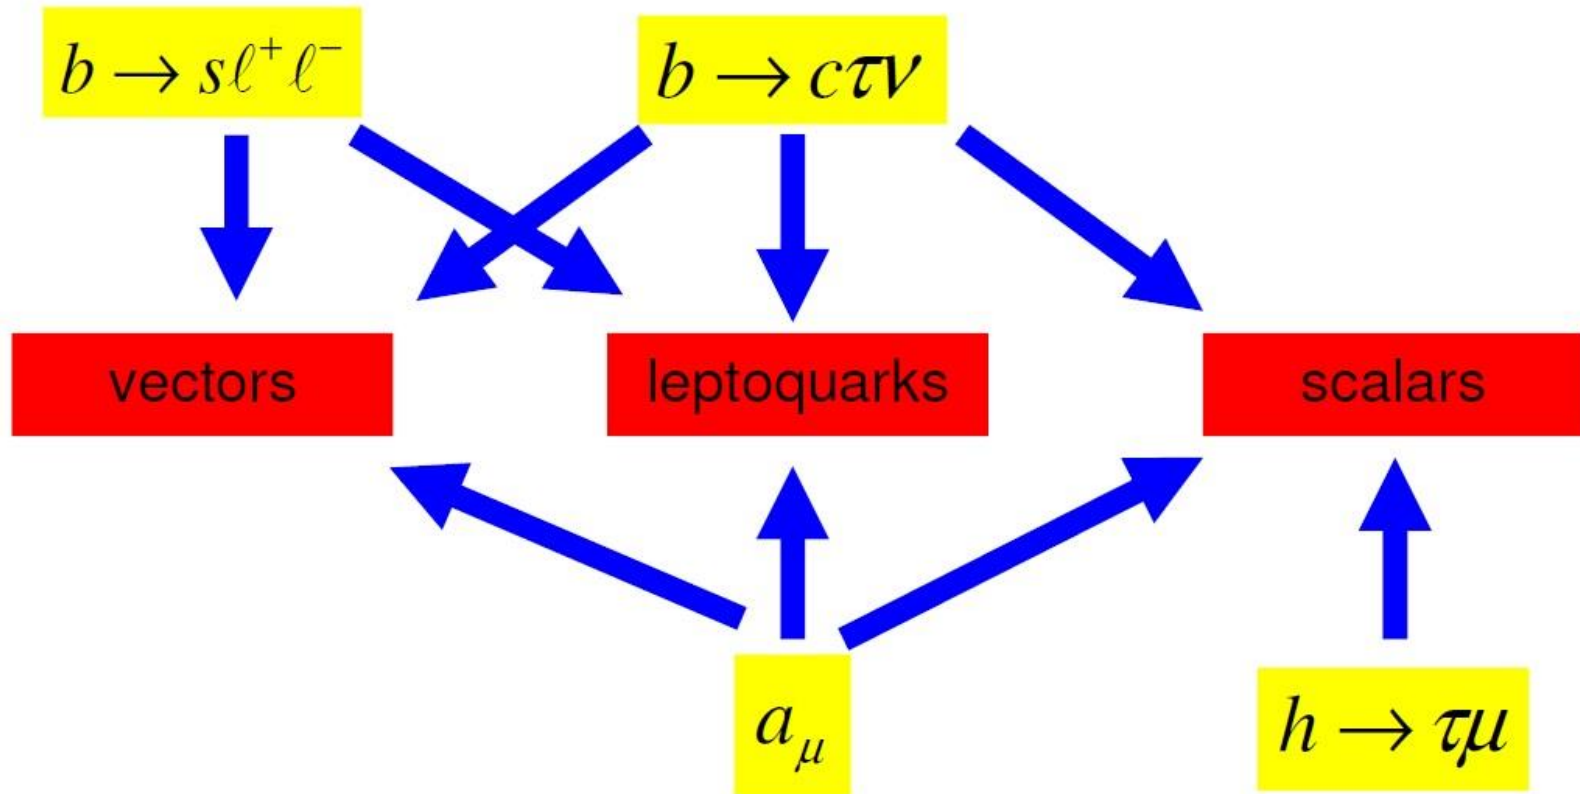 b → sℓ⁺ℓ⁻
b → cτν
vectors
leptoquarks
scalars
a_μ
h → τμ